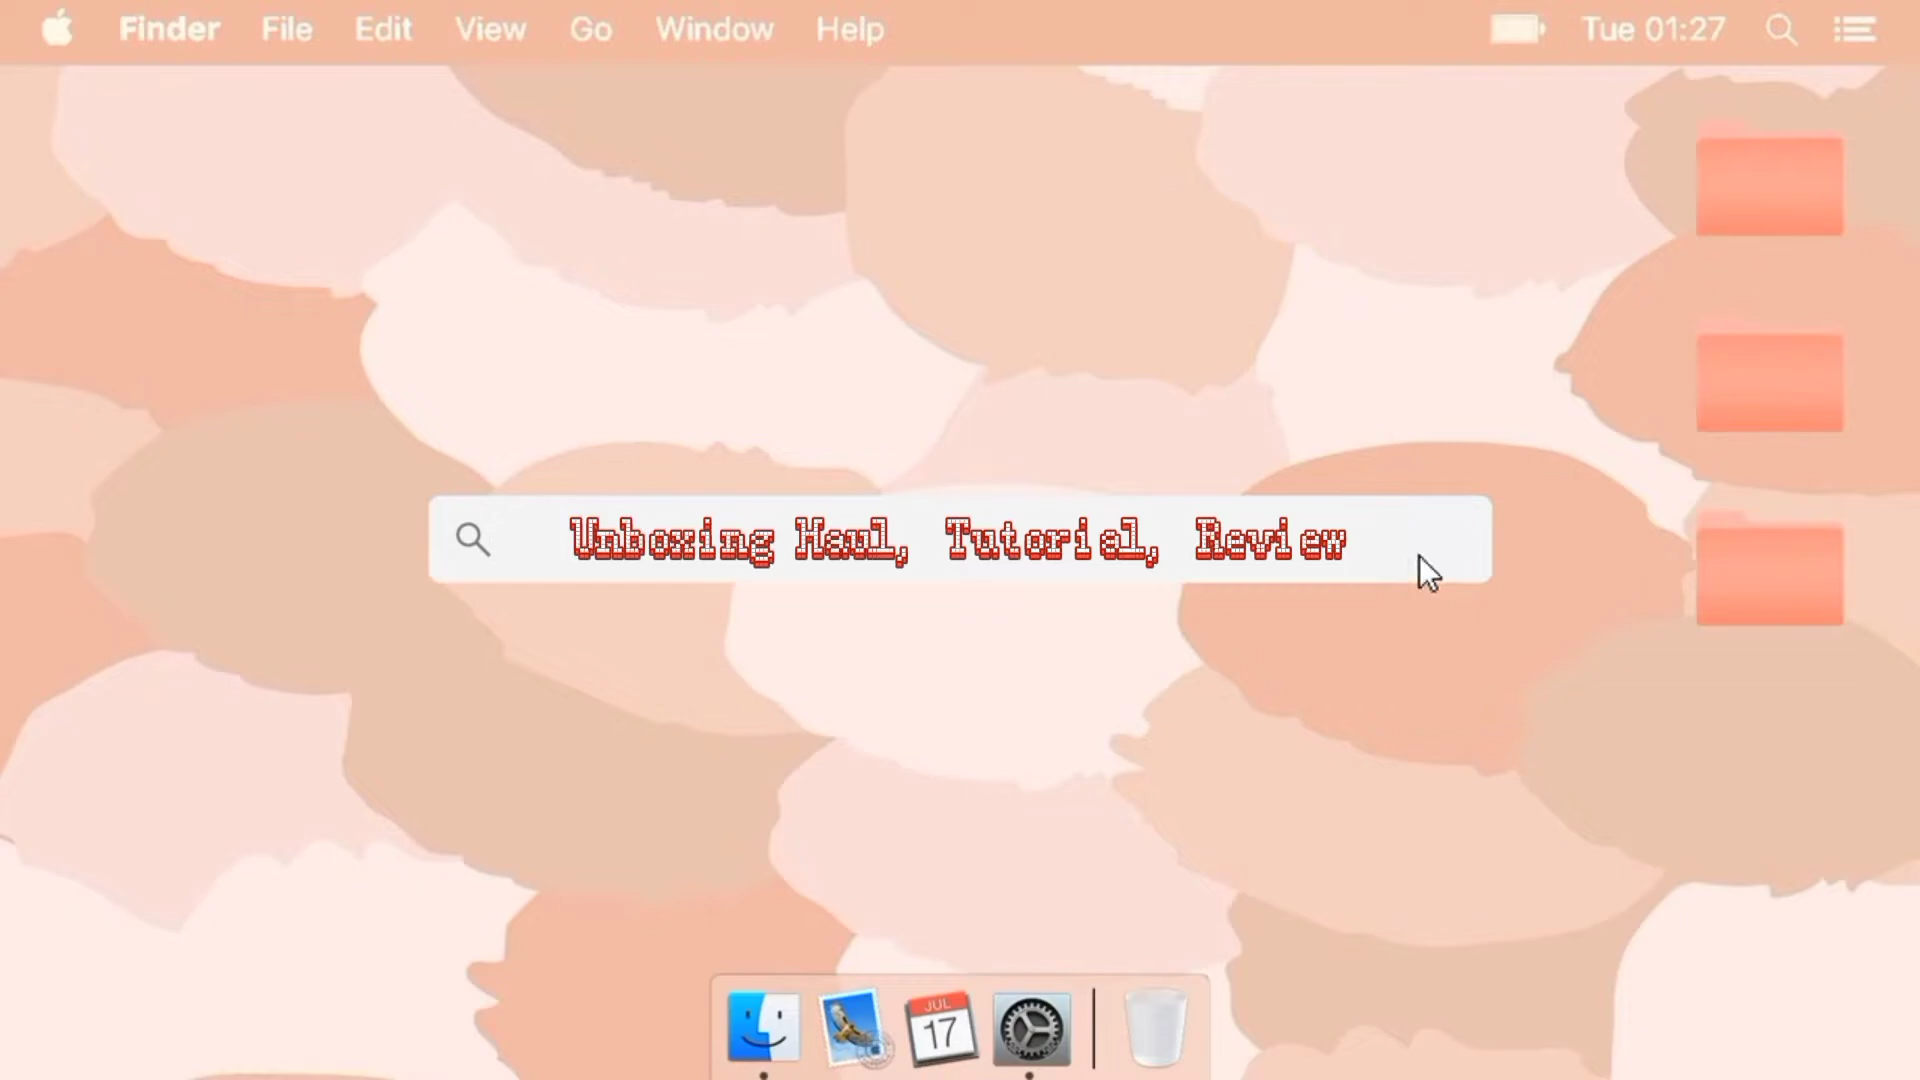 Finder File Edit View Go Window Help Tue 01:27
Unboxing Haul, Tutorial, Review
JUL
17